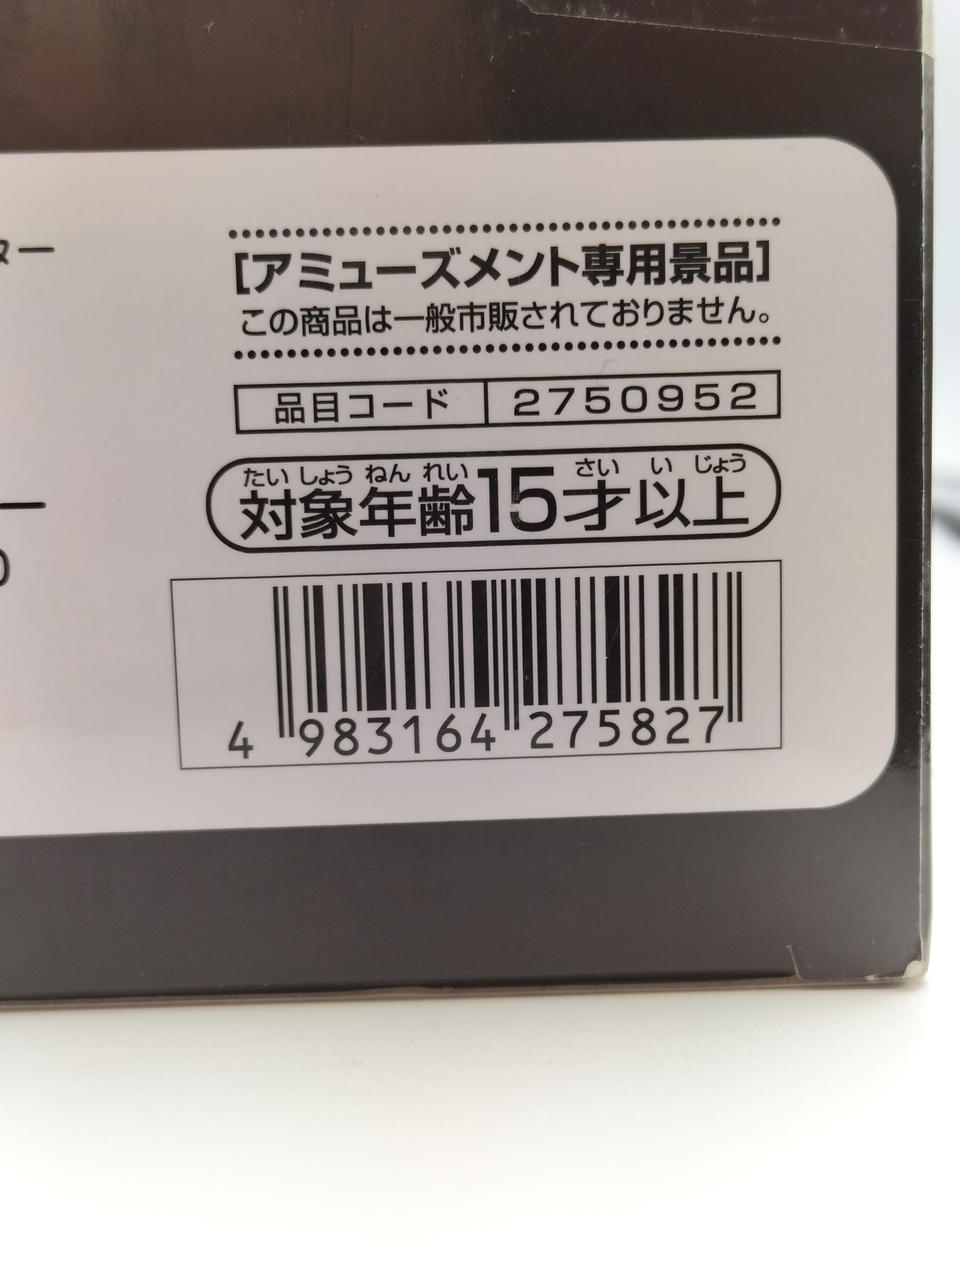 ター
[アミューズメント専用景品]
この商品は一般市販されておりません。
品目コード 2750952
たいしょうねんれい さいいじょう
対象年齢15才以上
4 983164 275827